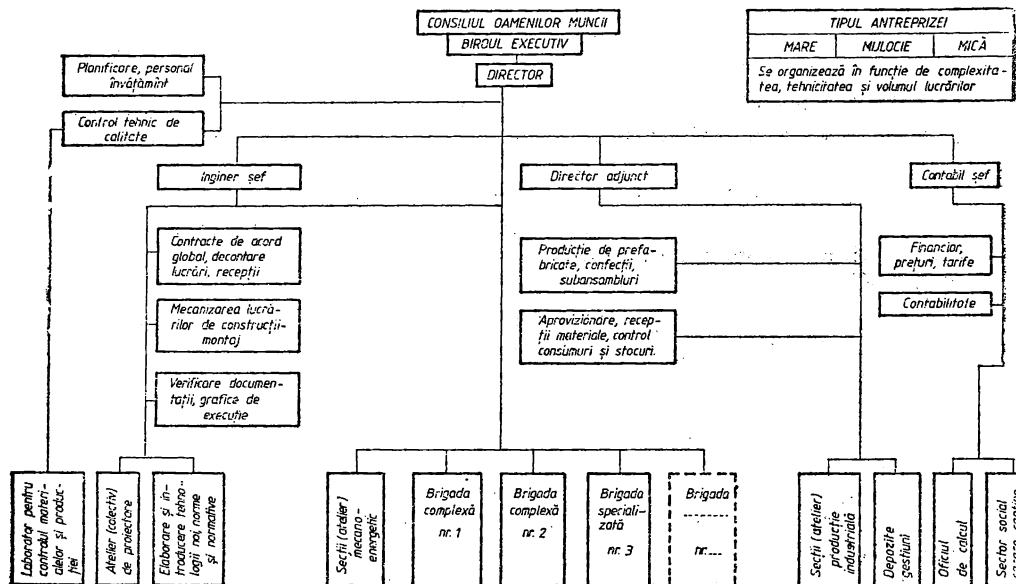 CONSILIUL OAMENILOR MUNCII
BIROUL EXECUTIV
DIRECTOR
TIPUL ANTREPRIZEI
MARE
MIJLOCIE
MICĂ
Se organizează în funcție de complexita-
tea, tehnicitatea și volumul lucrărilor
Planificare, personal
învățămînt
Control tehnic de
calitate
Inginer șef
Director adjunct
Contabil șef
Contracte de acord
global, decontare
lucrări, recepții
Mecanizarea lucră-
rilor de construcții-
montaj
Verificare documen-
tații, grafice de
execuție
Producție de prefa-
bricate, confecții,
subansambluri
Aprovizionare, recep-
ții materiale, control
consumuri și stocuri.
Financiar,
prețuri, tarife
Contabilitate
Laborator pentru
controlul materi-
alelor și produc-
ției
Atelier (colectiv)
de proiectare
Elaborare și in-
troducere tehno-
logii noi, norme
și normative
Secții (atelier)
mecano-
energetic
Brigada
complexă
nr. 1
Brigada
complexă
nr. 2
Brigada
speciali-
zată
nr. 3
Brigada
nr.
Secții (atelier)
producție
industrială
Depozite
gestiuni
Oficiul
de calcul
Sector social